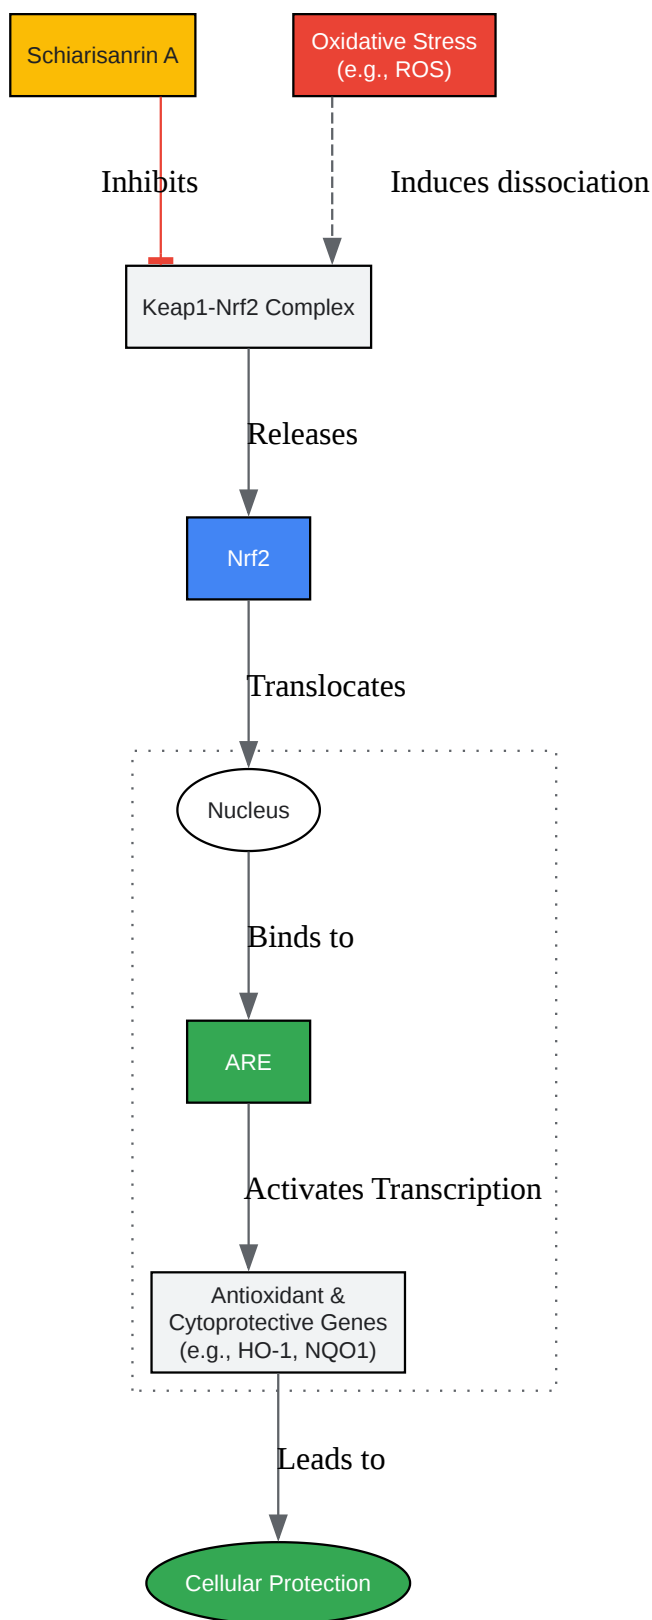 Schiarisanrin A
Oxidative Stress
(e.g., ROS)
Inhibits
Induces dissociation
Keap1-Nrf2 Complex
Releases
Nrf2
Translocates
Nucleus
Binds to
ARE
Activates Transcription
Antioxidant &
Cytoprotective Genes
(e.g., HO-1, NQO1)
Leads to
Cellular Protection